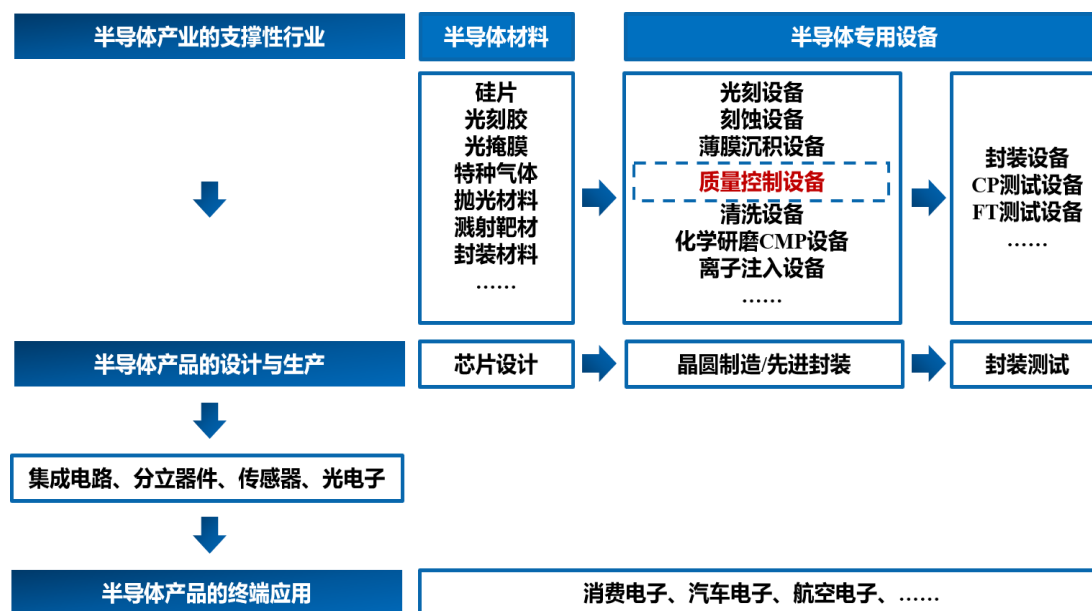 半导体产业的支撑性行业
半导体材料
半导体专用设备
硅片
光刻胶
光掩膜
特种气体
抛光材料
溅射靶材
封装材料
……
光刻设备
刻蚀设备
薄膜沉积设备
质量控制设备
清洗设备
化学研磨CMP设备
离子注入设备
……
封装设备
CP测试设备
FT测试设备
……
半导体产品的设计与生产
芯片设计
晶圆制造/先进封装
封装测试
集成电路、分立器件、传感器、光电子
半导体产品的终端应用
消费电子、汽车电子、航空电子、……